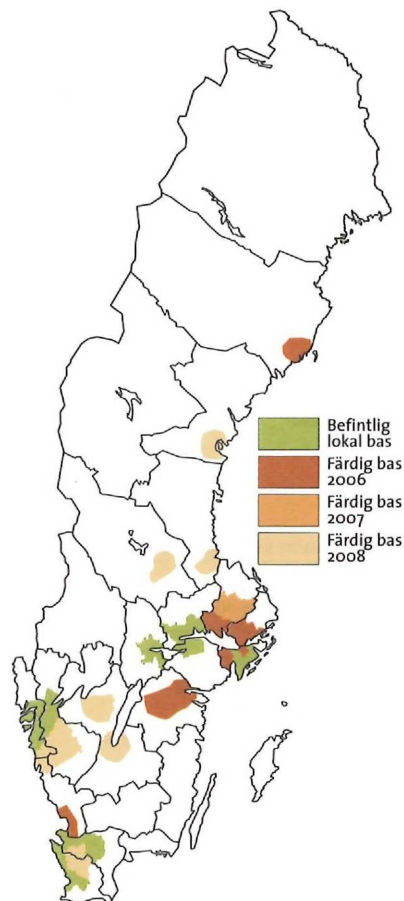 Befintlig
lokal bas
Färdig bas
2006
Färdig bas
2007
Färdig bas
2008